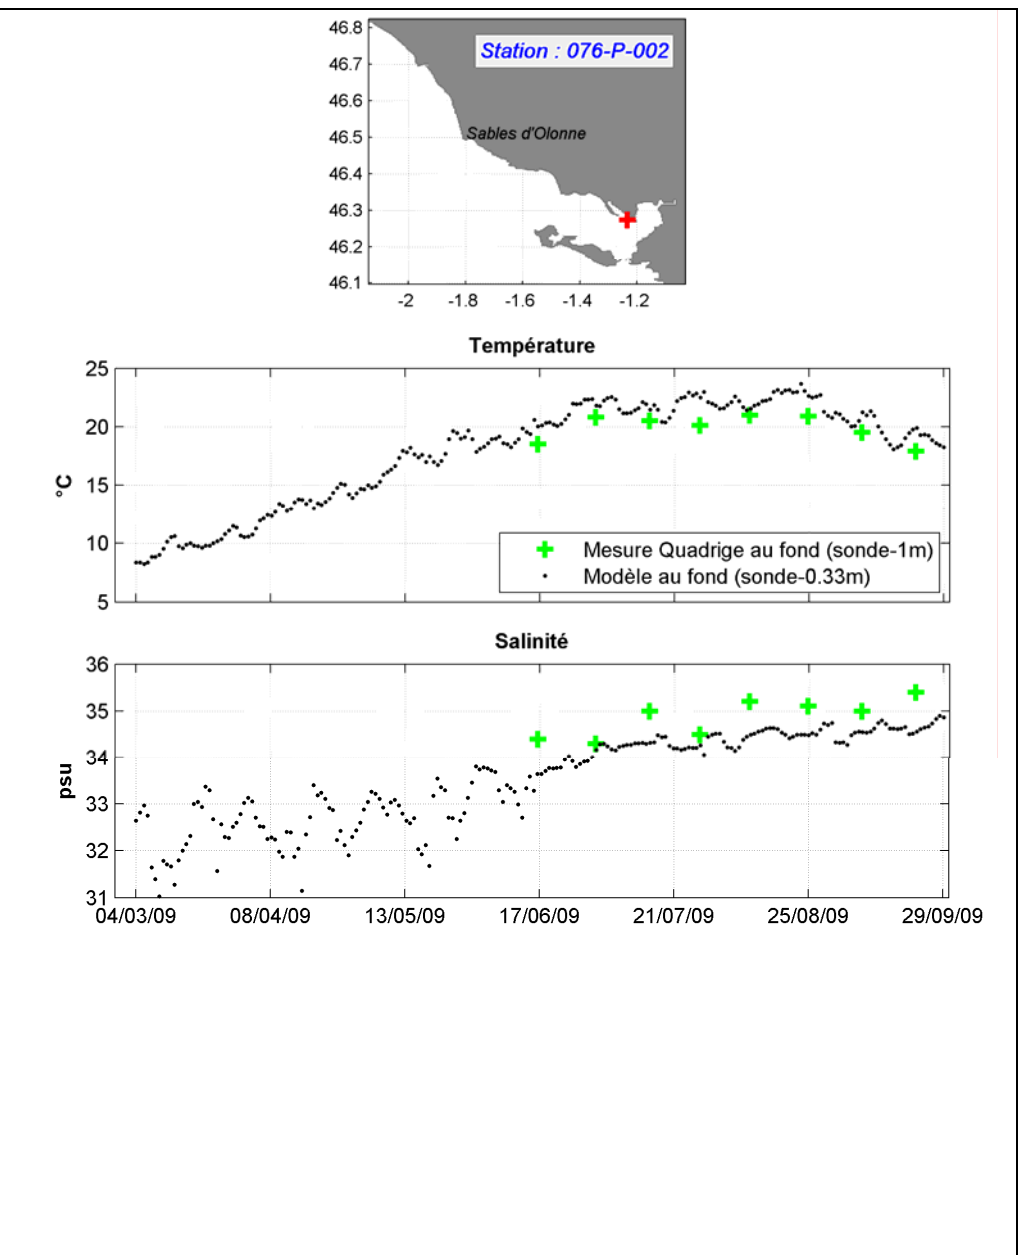 Station : 076-P-002
46.8
46.7
46.6
46.5
46.4
46.3
46.2
46.1
Sables d'Olonne
-2 -1.8 -1.6 -1.4 -1.2
Température
25
20
15
10
5
°C
Mesure Quadrige au fond (sonde-1m)
Modèle au fond (sonde-0.33m)
Salinité
36
35
34
33
32
31
psu
04/03/09 08/04/09 13/05/09 17/06/09 21/07/09 25/08/09 29/09/09